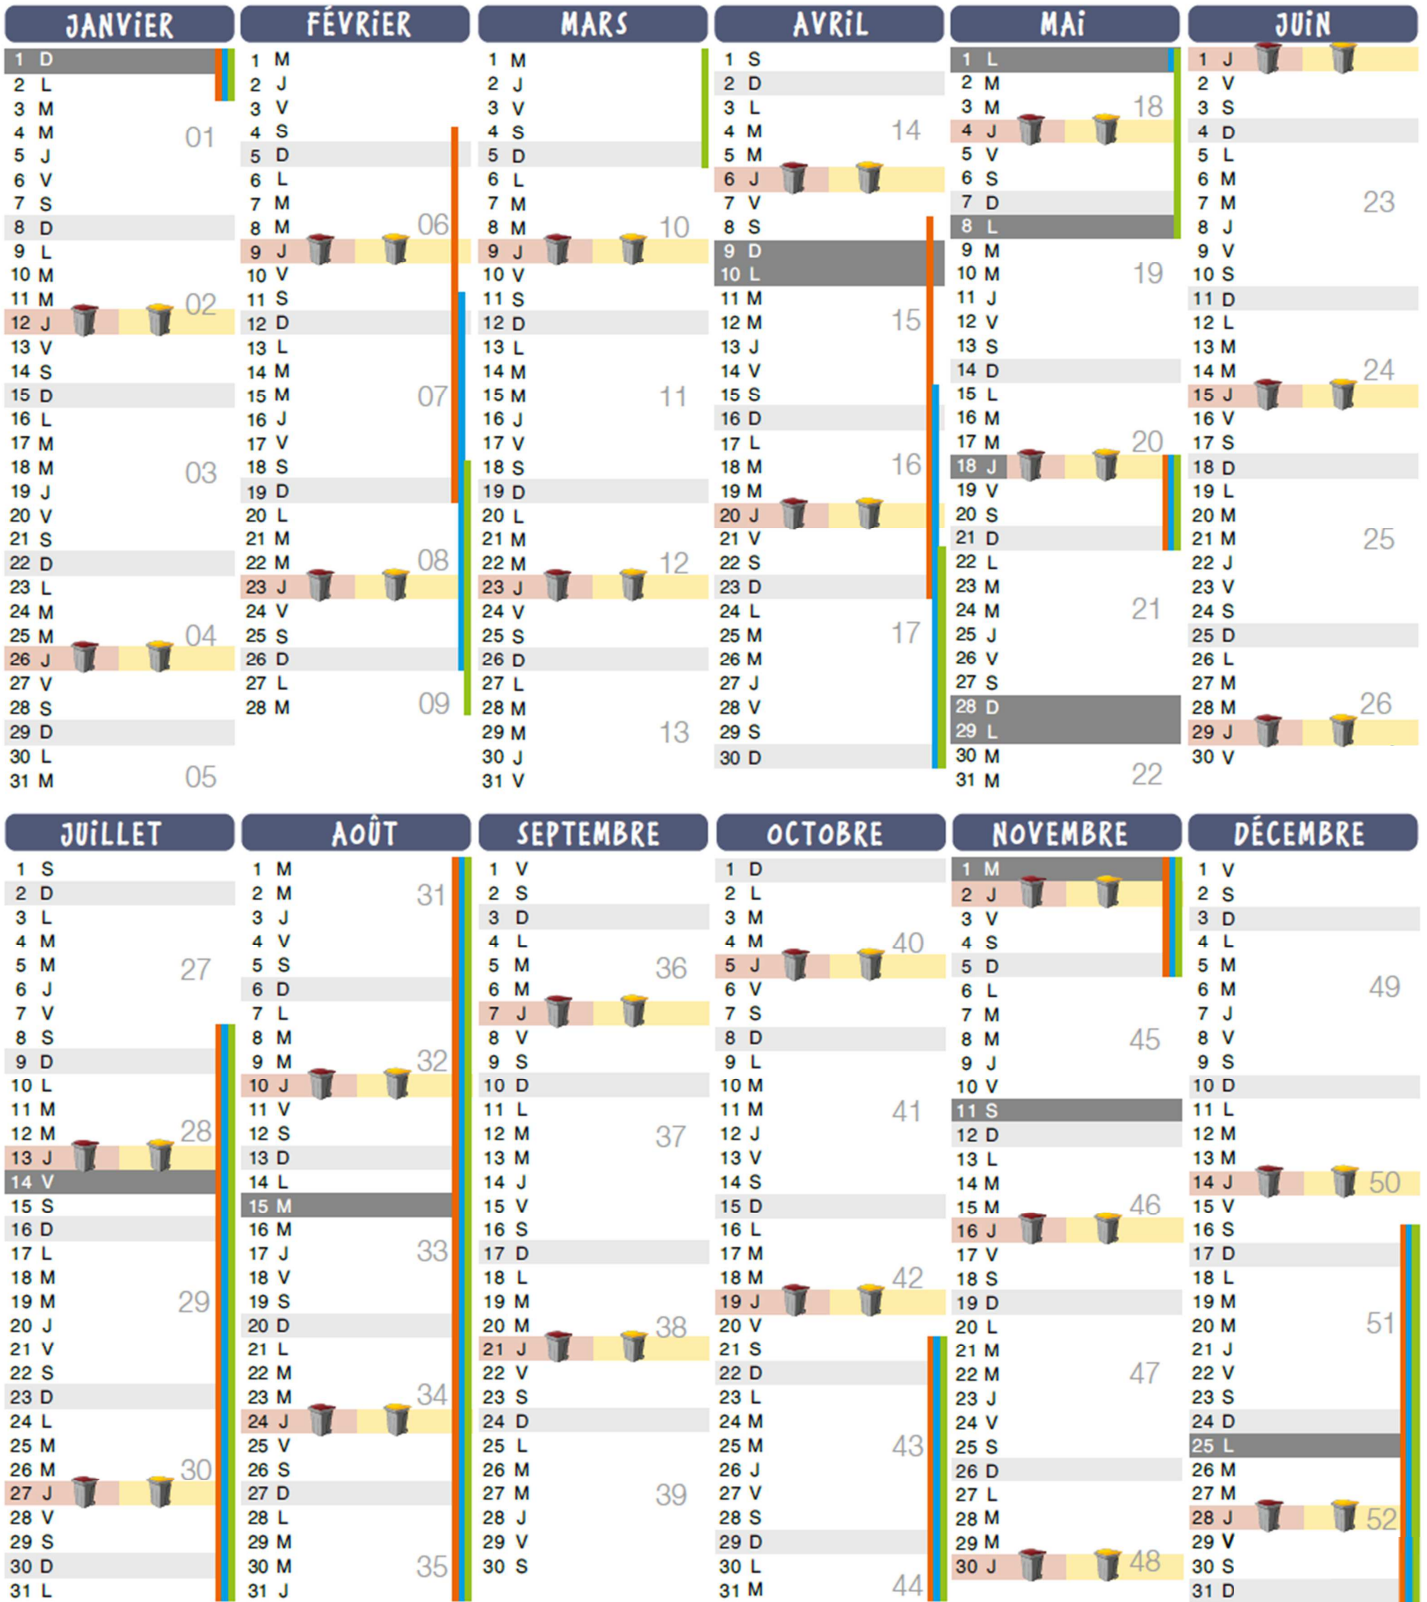 JANViER
1 D
2 L
3 M
4 M 01
5 J
6 V
7 S
8 D
9 L
10 M
11 M 02
12 J
13 V
14 S
15 D
16 L
17 M
18 M 03
19 J
20 V
21 S
22 D
23 L
24 M
25 M 04
26 J
27 V
28 S
29 D
30 L
31 M 05
FÉVRiER
1 M
2 J
3 V
4 S
5 D
6 L
7 M
8 M 06
9 J
10 V
11 S
12 D
13 L
14 M
15 M 07
16 J
17 V
18 S
19 D
20 L
21 M
22 M 08
23 J
24 V
25 S
26 D
27 L
28 M 09
MARS
1 M
2 J
3 V
4 S
5 D
6 L
7 M
8 M 10
9 J
10 V
11 S
12 D
13 L
14 M
15 M 11
16 J
17 V
18 S
19 D
20 L
21 M
22 M 12
23 J
24 V
25 S
26 D
27 L
28 M
29 M 13
30 J
31 V
AVRiL
1 S
2 D
3 L
4 M 14
5 M
6 J
7 V
8 S
9 D
10 L
11 M
12 M 15
13 J
14 V
15 S
16 D
17 L
18 M 16
19 M
20 J
21 V
22 S
23 D
24 L
25 M 17
26 M
27 J
28 V
29 S
30 D
MAi
1 L
2 M
3 M 18
4 J
5 V
6 S
7 D
8 L
9 M
10 M 19
11 J
12 V
13 S
14 D
15 L
16 M
17 M 20
18 J
19 V
20 S
21 D
22 L
23 M
24 M 21
25 J
26 V
27 S
28 D
29 L
30 M
31 M 22
JUiN
1 J
2 V
3 S
4 D
5 L
6 M
7 M 23
8 J
9 V
10 S
11 D
12 L
13 M
14 M 24
15 J
16 V
17 S
18 D
19 L
20 M
21 M 25
22 J
23 V
24 S
25 D
26 L
27 M
28 M 26
29 J
30 V
JUiLLET
1 S
2 D
3 L
4 M
5 M 27
6 J
7 V
8 S
9 D
10 L
11 M
12 M 28
13 J
14 V
15 S
16 D
17 L
18 M
19 M 29
20 J
21 V
22 S
23 D
24 L
25 M
26 M 30
27 J
28 V
29 S
30 D
31 L
AOÛT
1 M
2 M 31
3 J
4 V
5 S
6 D
7 L
8 M
9 M 32
10 J
11 V
12 S
13 D
14 L
15 M
16 M
17 J 33
18 V
19 S
20 D
21 L
22 M
23 M 34
24 J
25 V
26 S
27 D
28 L
29 M
30 M 35
31 J
SEPTEMBRE
1 V
2 S
3 D
4 L
5 M 36
6 M
7 J
8 V
9 S
10 D
11 L
12 M 37
13 M
14 J
15 V
16 S
17 D
18 L
19 M
20 M 38
21 J
22 V
23 S
24 D
25 L
26 M
27 M 39
28 J
29 V
30 S
OCTOBRE
1 D
2 L
3 M
4 M 40
5 J
6 V
7 S
8 D
9 L
10 M
11 M 41
12 J
13 V
14 S
15 D
16 L
17 M
18 M 42
19 J
20 V
21 S
22 D
23 L
24 M
25 M 43
26 J
27 V
28 S
29 D
30 L
31 M 44
NOVEMBRE
1 M
2 J
3 V
4 S
5 D
6 L
7 M
8 M 45
9 J
10 V
11 S
12 D
13 L
14 M
15 M 46
16 J
17 V
18 S
19 D
20 L
21 M
22 M 47
23 J
24 V
25 S
26 D
27 L
28 M
29 M
30 J 48
DÉCEMBRE
1 V
2 S
3 D
4 L
5 M
6 M 49
7 J
8 V
9 S
10 D
11 L
12 M
13 M
14 J 50
15 V
16 S
17 D
18 L
19 M
20 M 51
21 J
22 V
23 S
24 D
25 L
26 M
27 M
28 J 52
29 V
30 S
31 D